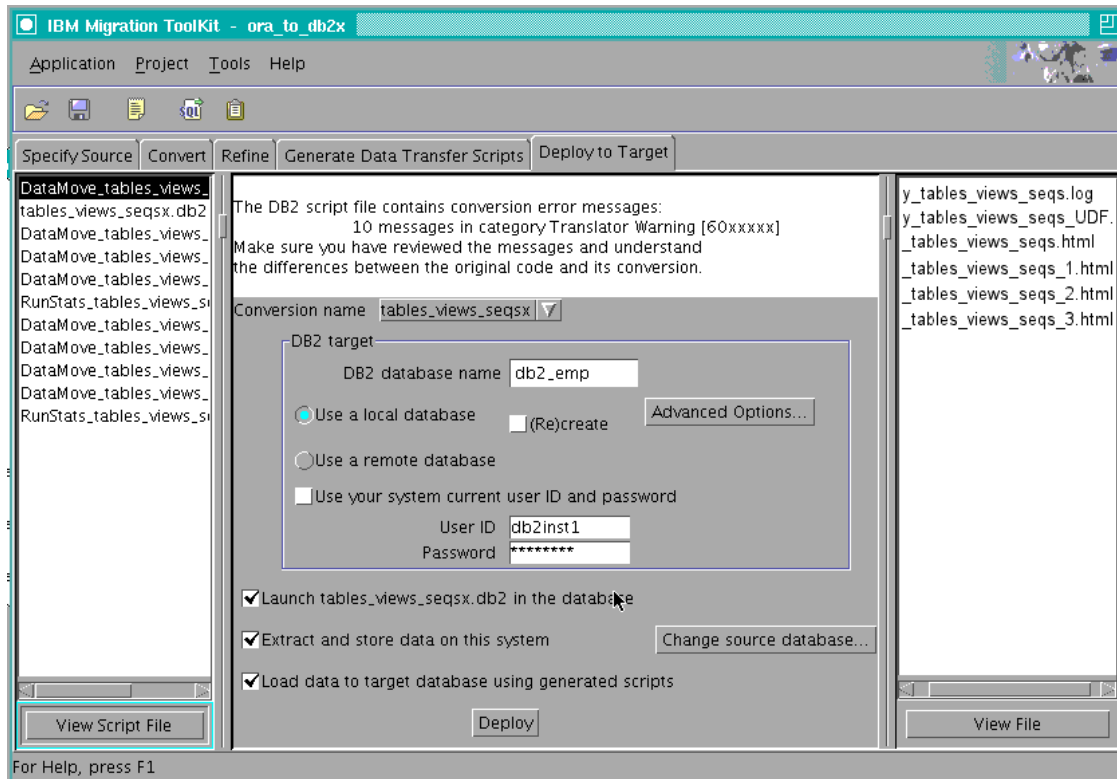 IBM Migration ToolKit - ora_to_db2x
Application Project Tools Help
SQL
Specify Source Convert Refine Generate Data Transfer Scripts Deploy to Target
DataMove_tables_views_
tables_views_seqsx.db2
DataMove_tables_views_
DataMove_tables_views_
DataMove_tables_views_
RunStats_tables_views_s
DataMove_tables_views_
DataMove_tables_views_
DataMove_tables_views_
DataMove_tables_views_
RunStats_tables_views_s
View Script File
The DB2 script file contains conversion error messages:
10 messages in category Translator Warning [60xxxxx]
Make sure you have reviewed the messages and understand
the differences between the original code and its conversion.
Conversion name tables_views_seqsx
DB2 target
DB2 database name db2_emp
Use a local database (Re)create Advanced Options...
Use a remote database
Use your system current user ID and password
User ID db2inst1
Password ********
Launch tables_views_seqsx.db2 in the database
Extract and store data on this system Change source database...
Load data to target database using generated scripts
Deploy
y_tables_views_seqs.log
y_tables_views_seqs_UDF.
_tables_views_seqs.html
_tables_views_seqs_1.html
_tables_views_seqs_2.html
_tables_views_seqs_3.html
View File
For Help, press F1